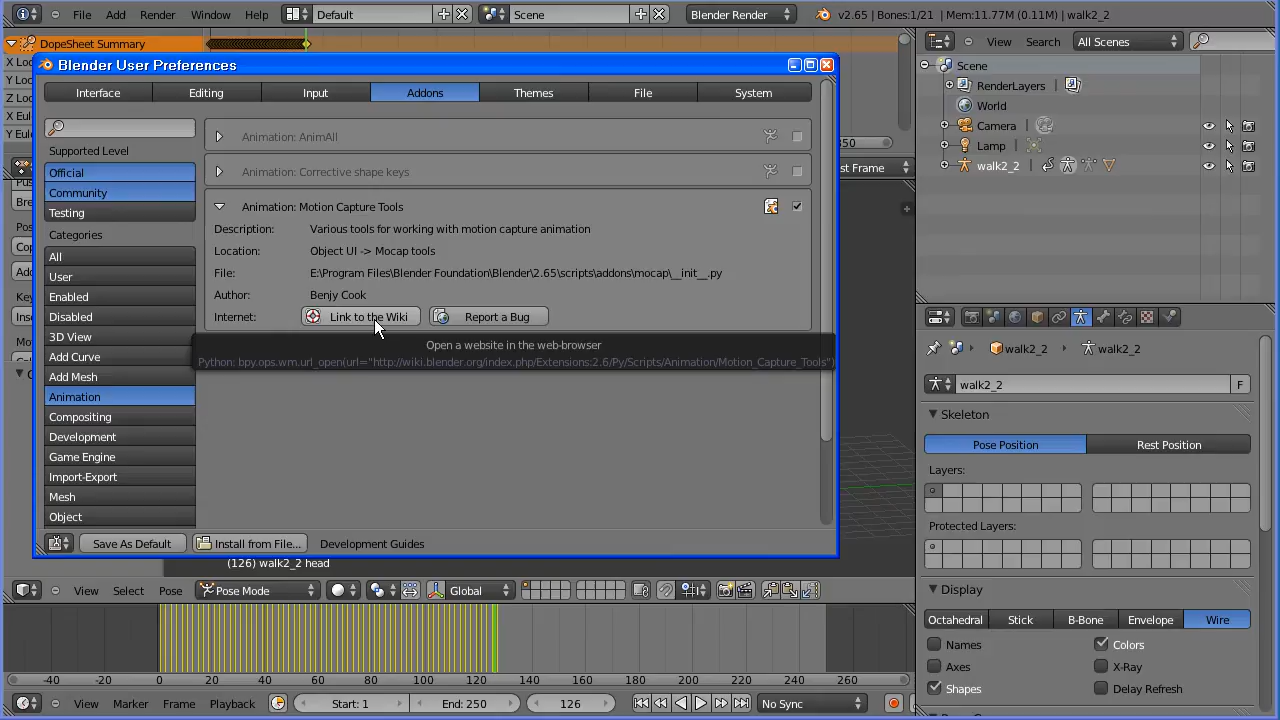 File Add Render Window Help Default Scene Blender Render v2.65 | Bones:1/21 | Mem:11.77M (0.11M) | walk2_2
DopeSheet Summary
View Search All Scenes
Blender User Preferences
Scene
RenderLayers
World
Camera
Lamp
walk2_2
Interface Editing Input Addons Themes File System
Supported Level
Official
Community
Testing
Categories
All
User
Enabled
Disabled
3D View
Add Curve
Add Mesh
Animation
Compositing
Development
Game Engine
Import-Export
Mesh
Object
Animation: AnimAll
Animation: Corrective shape keys
Animation: Motion Capture Tools
Description: Various tools for working with motion capture animation
Location: Object UI -> Mocap tools
File: E:\Program Files\Blender Foundation\Blender\2.65\scripts\addons\mocap\__init__.py
Author: Benjy Cook
Internet: Link to the Wiki Report a Bug
Open a website in the web-browser
Python: bpy.ops.wm.url_open(url="http://wiki.blender.org/index.php/Extensions:2.6/Py/Scripts/Animation/Motion_Capture_Tools")
Save As Default Install from File... Development Guides
X Loc
Y Loc
Z Loc
X Eul
Y Eul
st Frame
walk2_2 walk2_2
walk2_2 F
Skeleton
Pose Position Rest Position
Layers:
Protected Layers:
Display
Octahedral Stick B-Bone Envelope Wire
Names Colors
Axes X-Ray
Shapes Delay Refresh
(126) walk2_2 head
View Select Pose Pose Mode Global
-40 -20 0 20 40 60 80 100 120 140 160 180 200 220 240 260
View Marker Frame Playback Start: 1 End: 250 126 No Sync